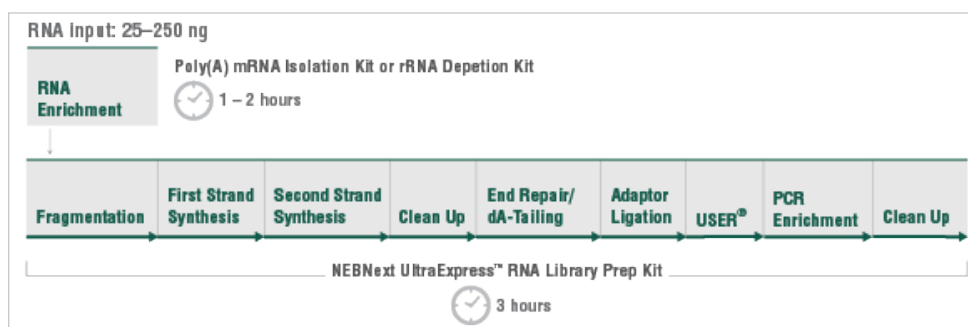 RNA Input: 25–250 ng
Poly(A) mRNA Isolation Kit or rRNA Depetion Kit
RNA
Enrichment
1 – 2 hours
Fragmentation
First Strand
Synthesis
Second Strand
Synthesis
Clean Up
End Repair/
dA-Tailing
Adaptor
Ligation
USER®
PCR
Enrichment
Clean Up
NEBNext UltraExpress™ RNA Library Prep Kit
3 hours